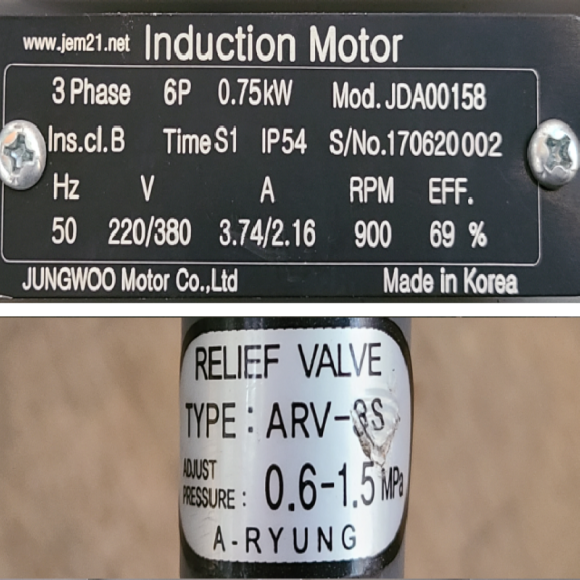 www.jem21.net Induction Motor
3 Phase 6P 0.75kW Mod. JDA00158
Ins.cl.B Time S1 IP54 S/No.170620002
Hz V A RPM EFF.
50 220/380 3.74/2.16 900 69 %
JUNGWOO Motor Co.,Ltd Made in Korea
RELIEF VALVE
TYPE :
ADJUST
PRESSURE : 0.6-1.5 MPa
A-RYUNG